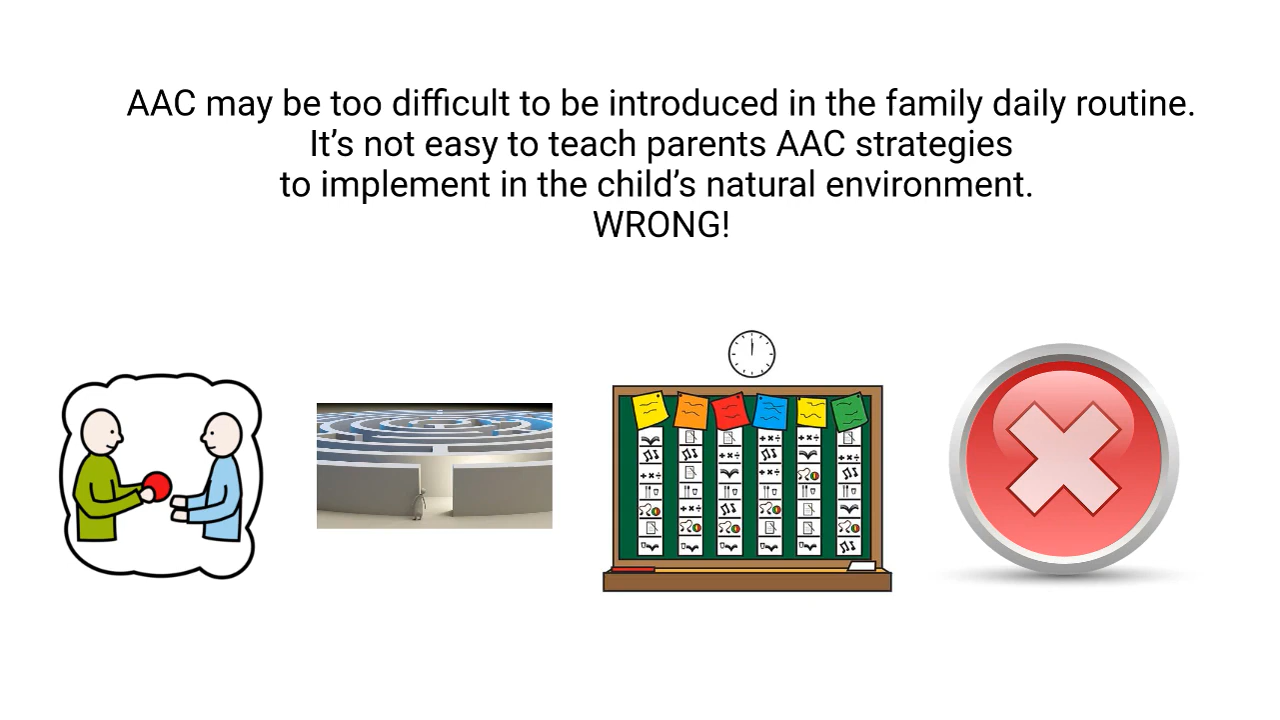 AAC may be too difficult to be introduced in the family daily routine.
It’s not easy to teach parents AAC strategies
to implement in the child’s natural environment.
WRONG!